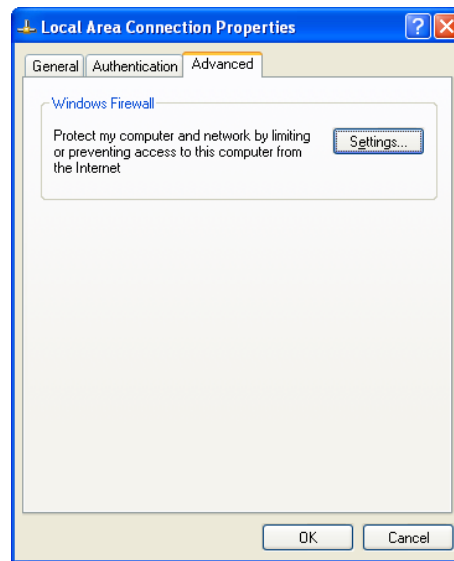 Local Area Connection Properties
General Authentication Advanced
Windows Firewall
Protect my computer and network by limiting
or preventing access to this computer from
the Internet
Settings...
OK Cancel